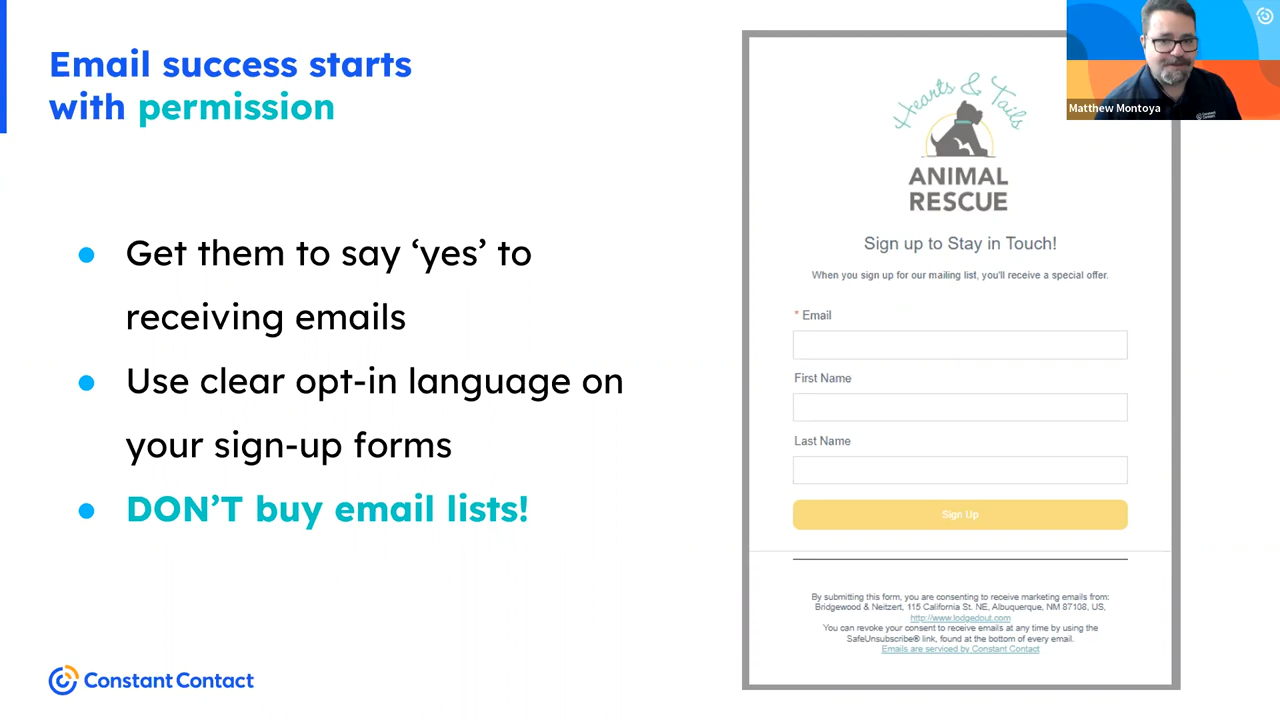 Email success starts
with permission
● Get them to say ‘yes’ to
receiving emails
● Use clear opt-in language on
your sign-up forms
● DON’T buy email lists!
Constant Contact
Hearts & Tails
ANIMAL
RESCUE
Sign up to Stay in Touch!
When you sign up for our mailing list, you'll receive a special offer.
* Email
First Name
Last Name
Sign Up
By submitting this form, you are consenting to receive marketing emails from:
Bridgewood & Neitzert, 115 California St. NE, Albuquerque, NM 87108, US,
http://www.lodgedout.com
You can revoke your consent to receive emails at any time by using the
SafeUnsubscribe® link, found at the bottom of every email.
Emails are serviced by Constant Contact
Matthew Montoya
Constant
Contact